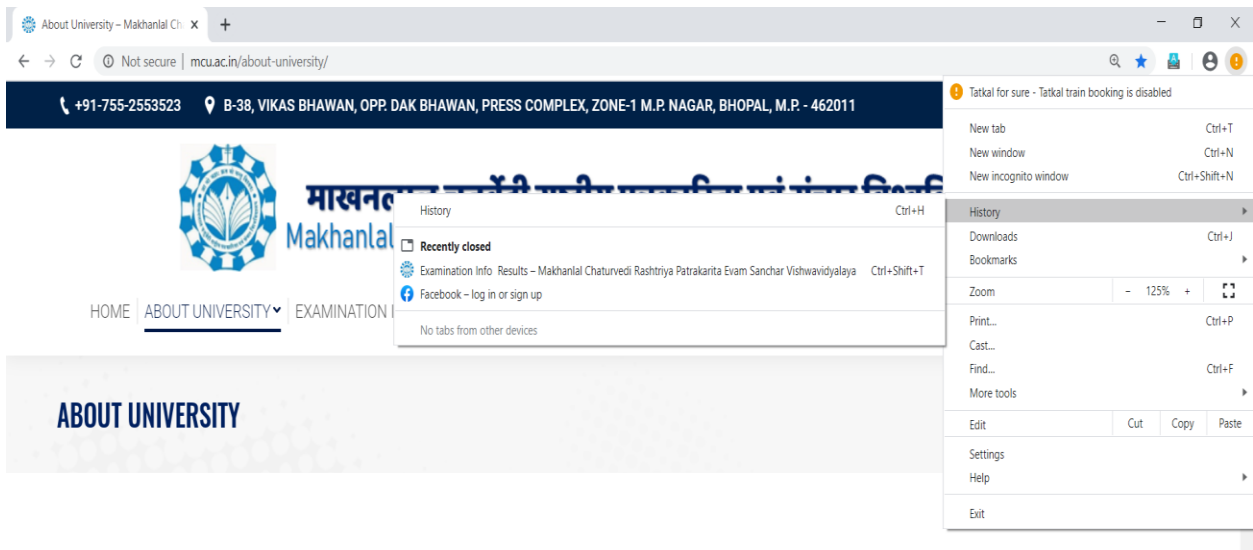 About University – Makhanlal Ch
Not secure | mcu.ac.in/about-university/
+91-755-2553523 B-38, VIKAS BHAWAN, OPP. DAK BHAWAN, PRESS COMPLEX, ZONE-1 M.P. NAGAR, BHOPAL, M.P. - 462011
Makhanlal
HOME ABOUT UNIVERSITY EXAMINATION
ABOUT UNIVERSITY
History Ctrl+H
Recently closed
Examination Info Results – Makhanlal Chaturvedi Rashtriya Patrakarita Evam Sanchar Vishwavidyalaya Ctrl+Shift+T
Facebook – log in or sign up
No tabs from other devices
Tatkal for sure - Tatkal train booking is disabled
New tab Ctrl+T
New window Ctrl+N
New incognito window Ctrl+Shift+N
History
Downloads Ctrl+J
Bookmarks
Zoom - 125% +
Print... Ctrl+P
Cast...
Find... Ctrl+F
More tools
Edit Cut Copy Paste
Settings
Help
Exit